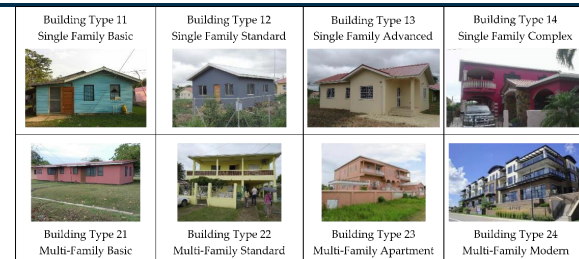 Building Type 11
Single Family Basic
Building Type 12
Single Family Standard
Building Type 13
Single Family Advanced
Building Type 14
Single Family Complex
Building Type 21
Multi-Family Basic
Building Type 22
Multi-Family Standard
Building Type 23
Multi-Family Apartment
Building Type 24
Multi-Family Modern